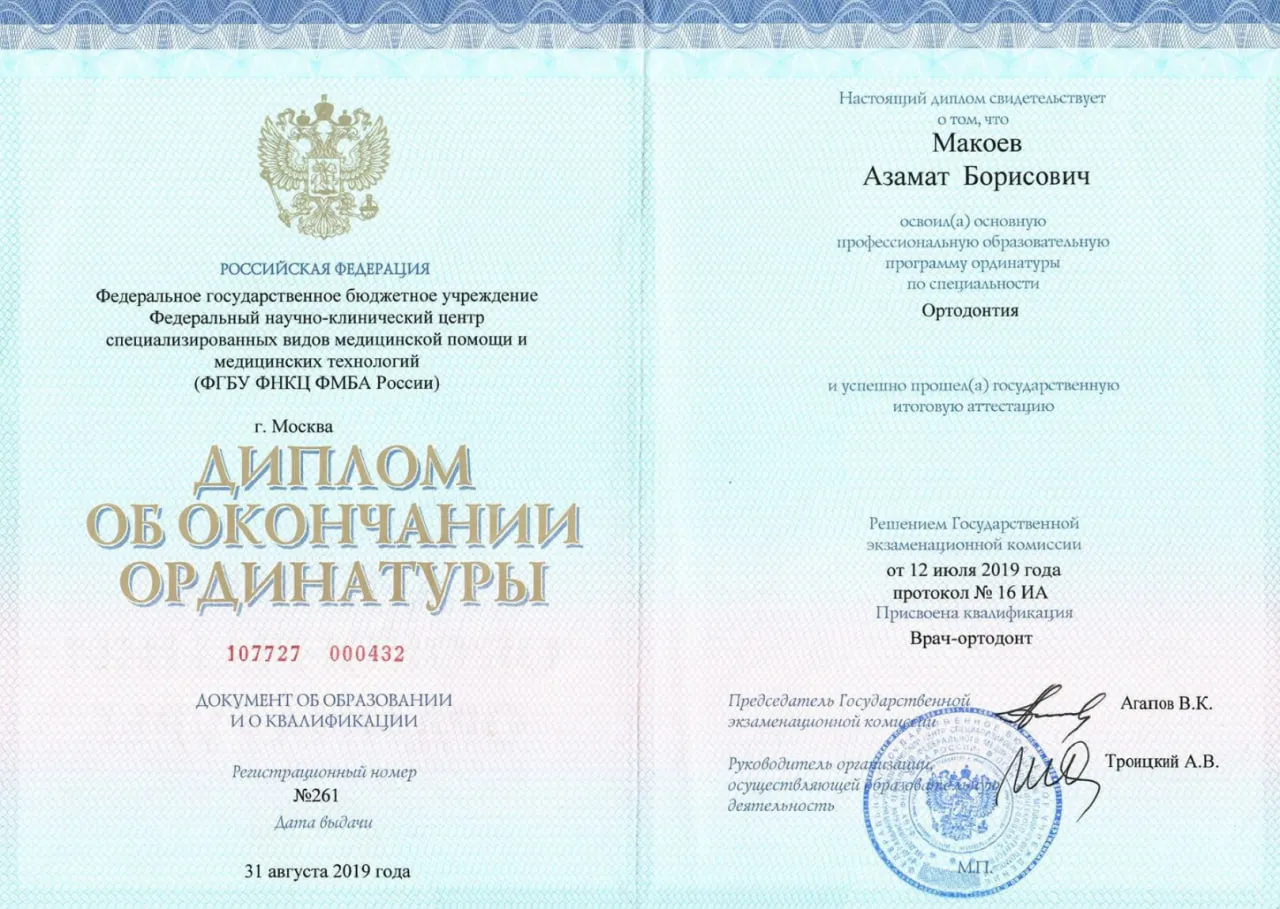 РОССИЙСКАЯ ФЕДЕРАЦИЯ
Федеральное государственное бюджетное учреждение
Федеральный научно-клинический центр
специализированных видов медицинской помощи и
медицинских технологий
(ФГБУ ФНКЦ ФМБА России)
г. Москва
ДИПЛОМ
ОБ ОКОНЧАНИИ
ОРДИНАТУРЫ
107727 000432
ДОКУМЕНТ ОБ ОБРАЗОВАНИИ
И О КВАЛИФИКАЦИИ
Регистрационный номер
№261
Дата выдачи
31 августа 2019 года
Настоящий диплом свидетельствует
о том, что
Макоев
Азамат Борисович
освоил(а) основную
профессиональную образовательную
программу ординатуры
по специальности
Ортодонтия
и успешно прошел(а) государственную
итоговую аттестацию
Решением Государственной
экзаменационной комиссии
от 12 июля 2019 года
протокол № 16 ИА
Присвоена квалификация
Врач-ортодонт
Председатель Государственной
экзаменационной комиссии
Агапов В.К.
Руководитель организации,
осуществляющей образовательную
деятельность
Троицкий А.В.
М.П.